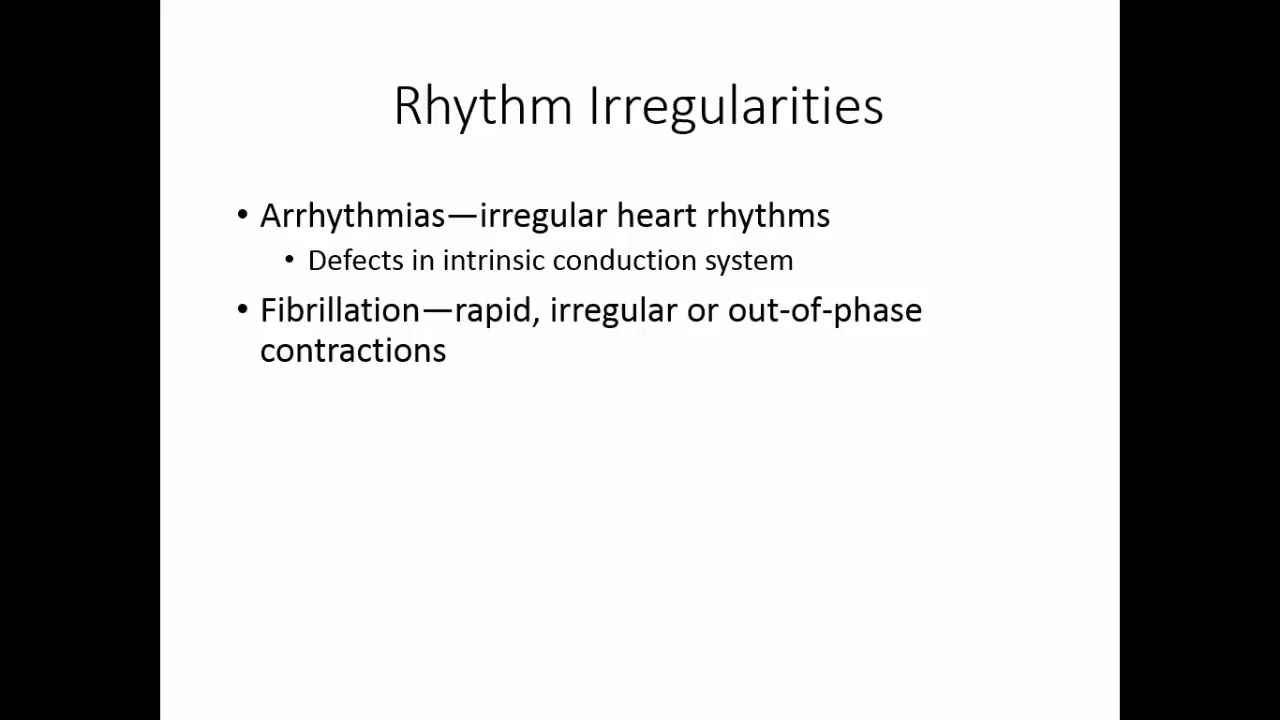 Rhythm Irregularities
• Arrhythmias—irregular heart rhythms
• Defects in intrinsic conduction system
• Fibrillation—rapid, irregular or out-of-phase
contractions